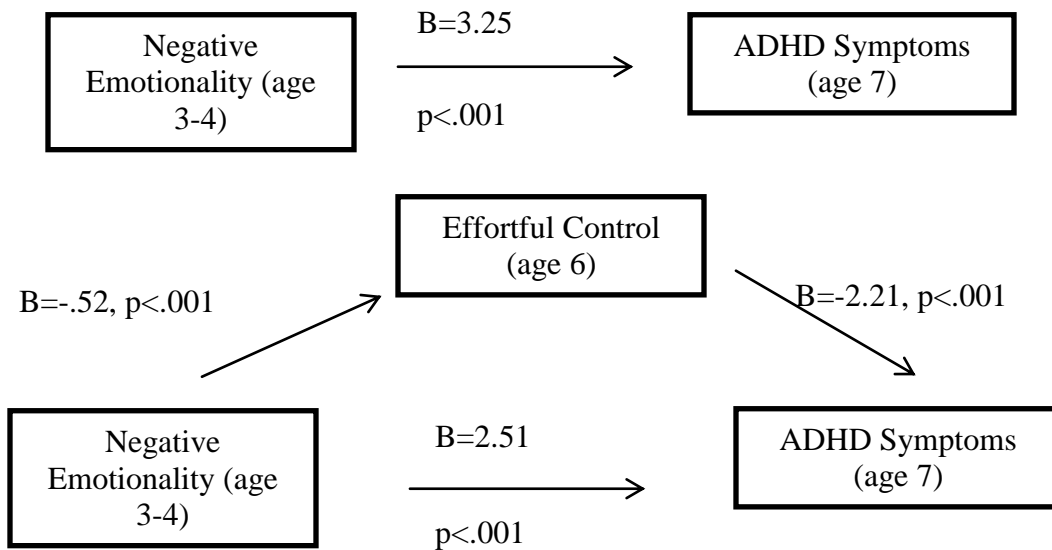 Negative
Emotionality (age
3-4)
B=3.25
p<.001
ADHD Symptoms
(age 7)
Effortful Control
(age 6)
B=-.52, p<.001
B=-2.21, p<.001
Negative
Emotionality (age
3-4)
B=2.51
p<.001
ADHD Symptoms
(age 7)